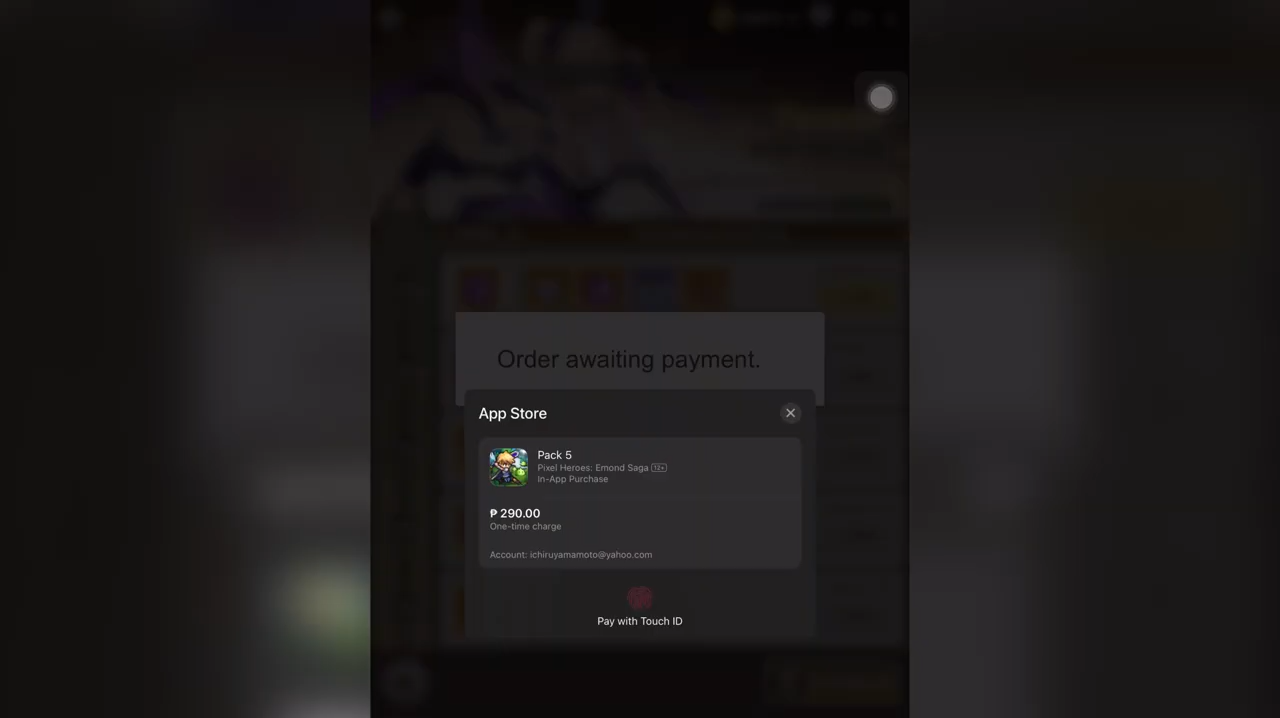 Order awaiting payment.
App Store
Pack 5
Pixel Heroes: Emond Saga 12+
In-App Purchase
₱ 290.00
One-time charge
Account: ichiruyamamoto@yahoo.com
Pay with Touch ID